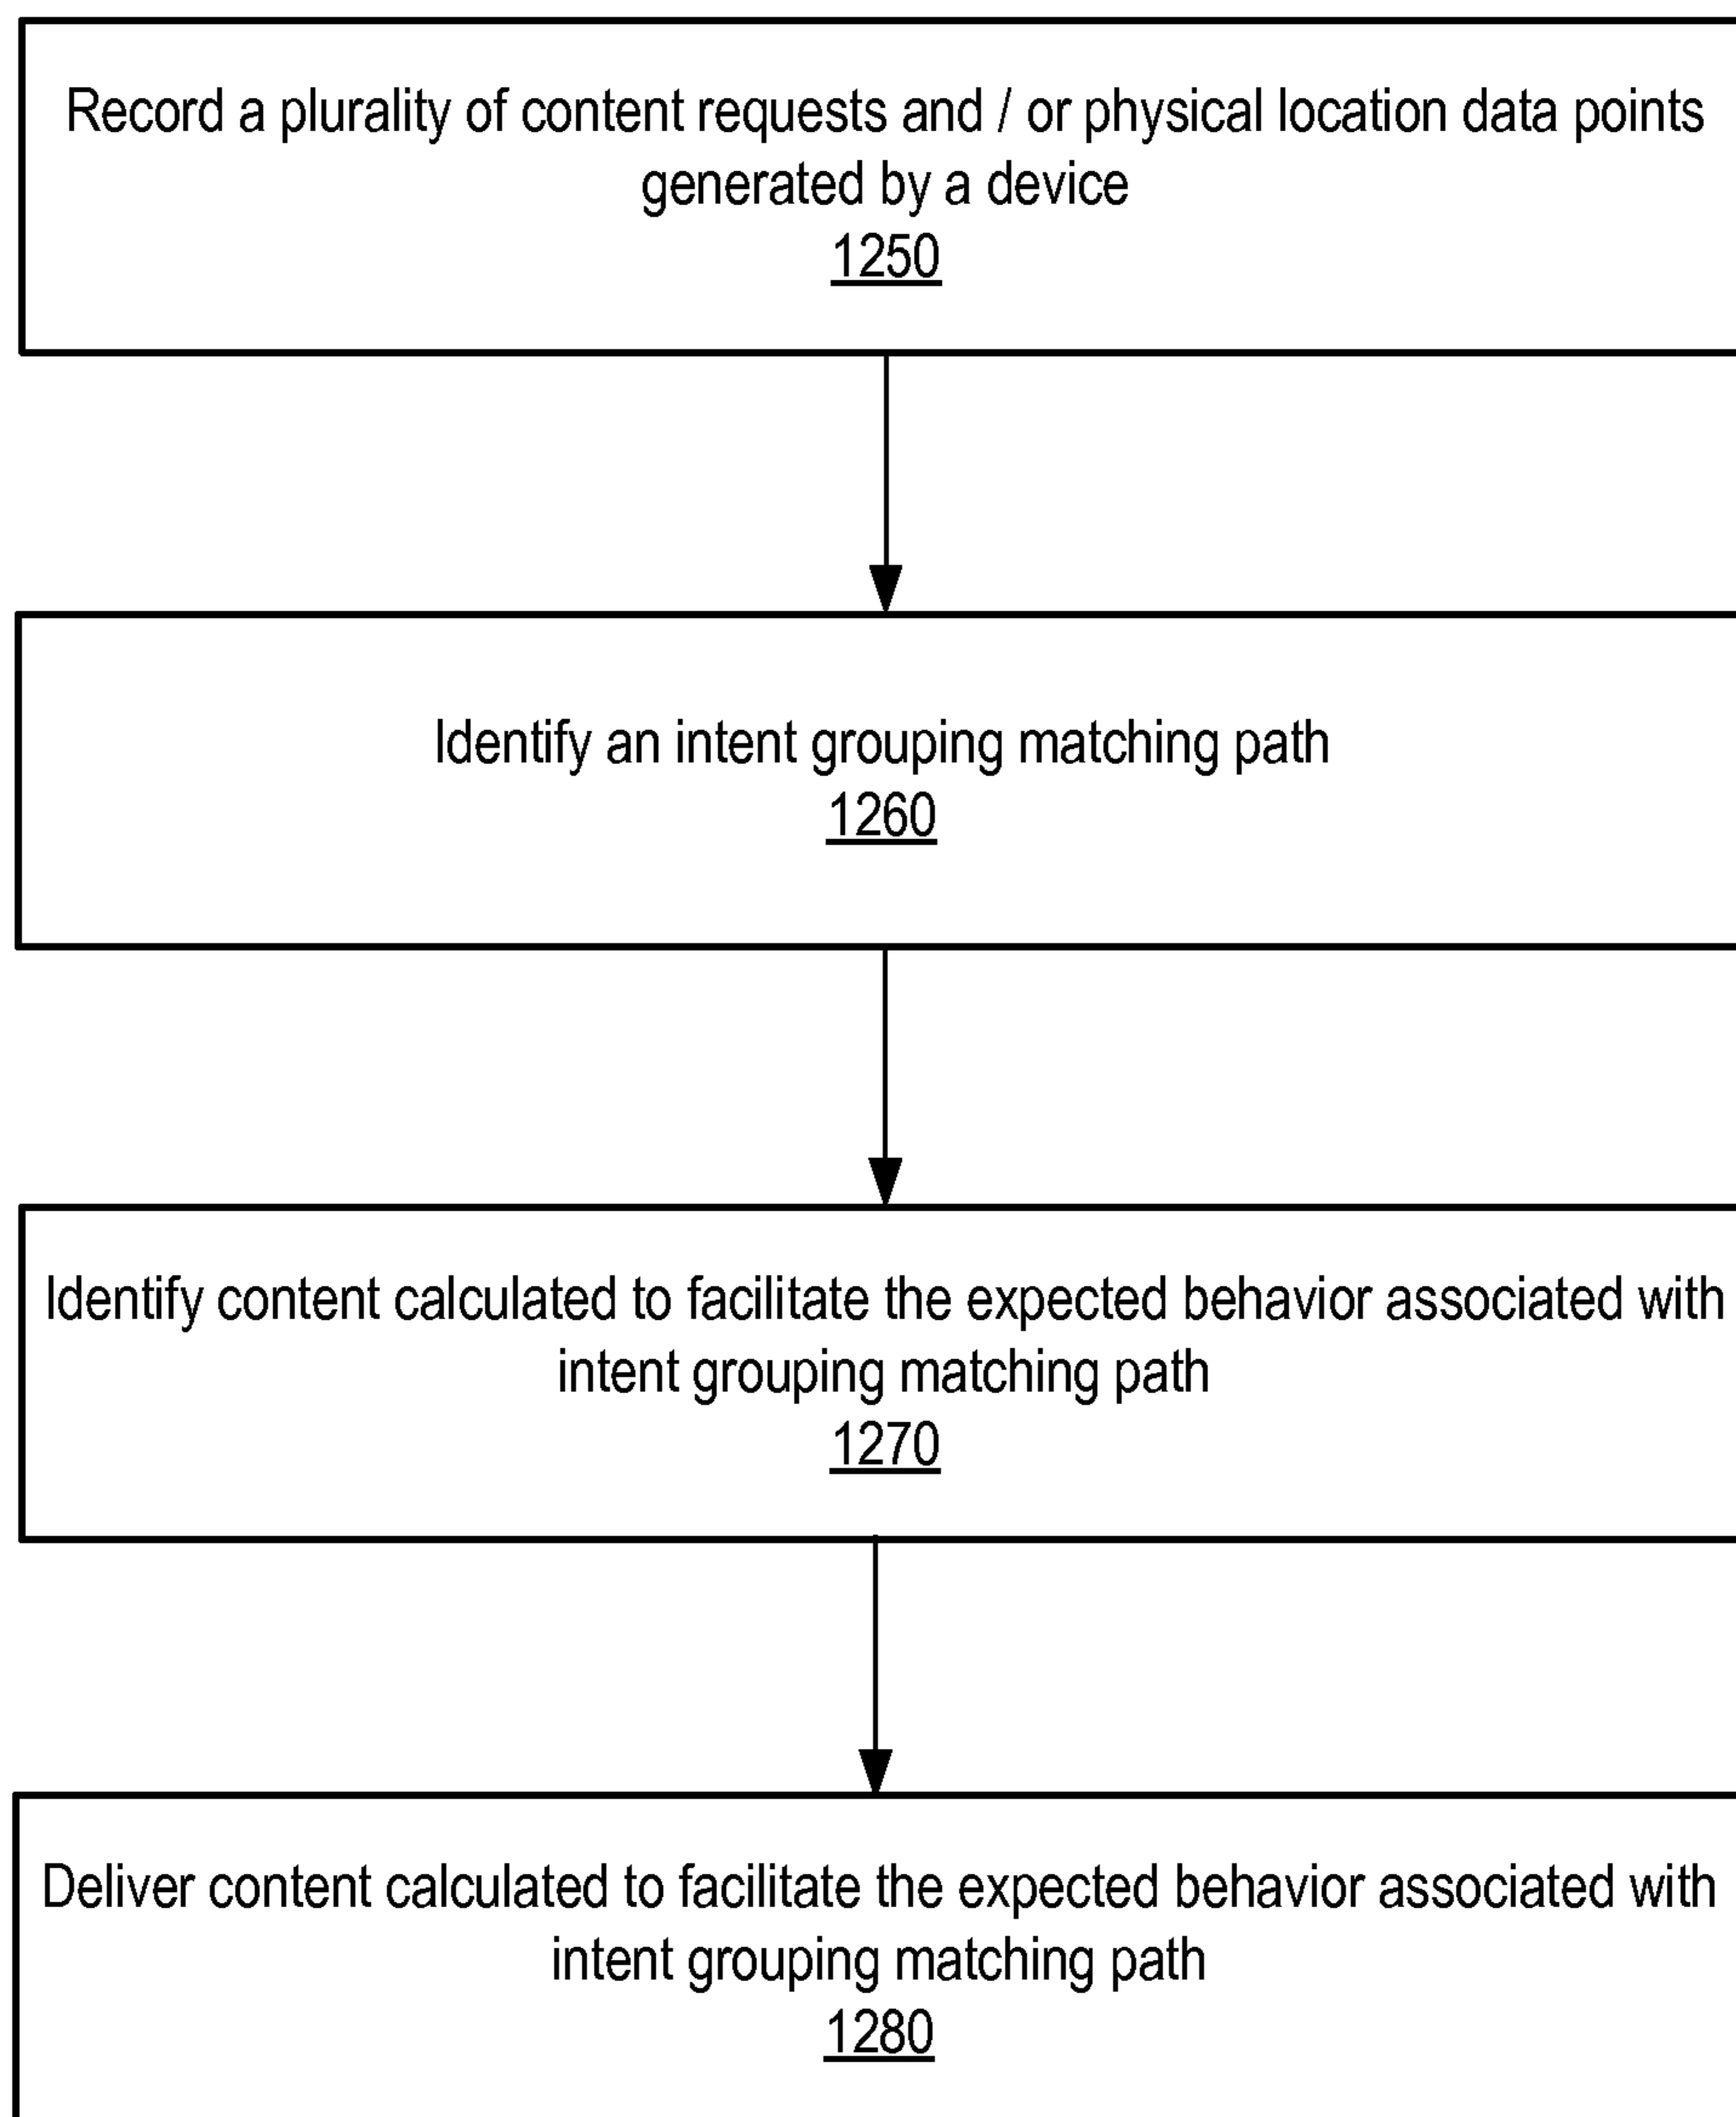 Record a plurality of content requests and / or physical location data points
generated by a device
1250
Identify an intent grouping matching path
1260
Identify content calculated to facilitate the expected behavior associated with
intent grouping matching path
1270
Deliver content calculated to facilitate the expected behavior associated with
intent grouping matching path
1280